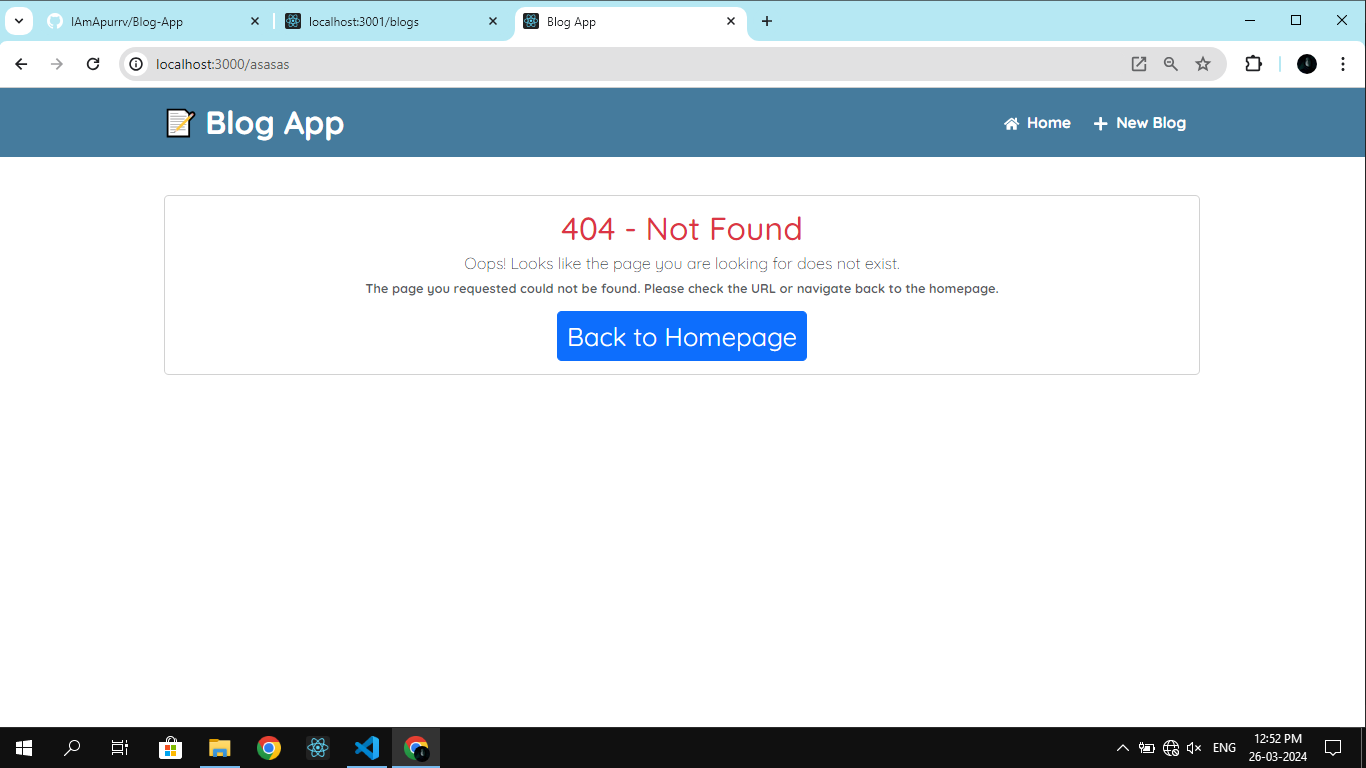 IAmApurrv/Blog-App
localhost:3001/blogs
Blog App
localhost:3000/asasas
Blog App
Home
New Blog
404 - Not Found
Oops! Looks like the page you are looking for does not exist.
The page you requested could not be found. Please check the URL or navigate back to the homepage.
Back to Homepage
ENG
12:52 PM
26-03-2024